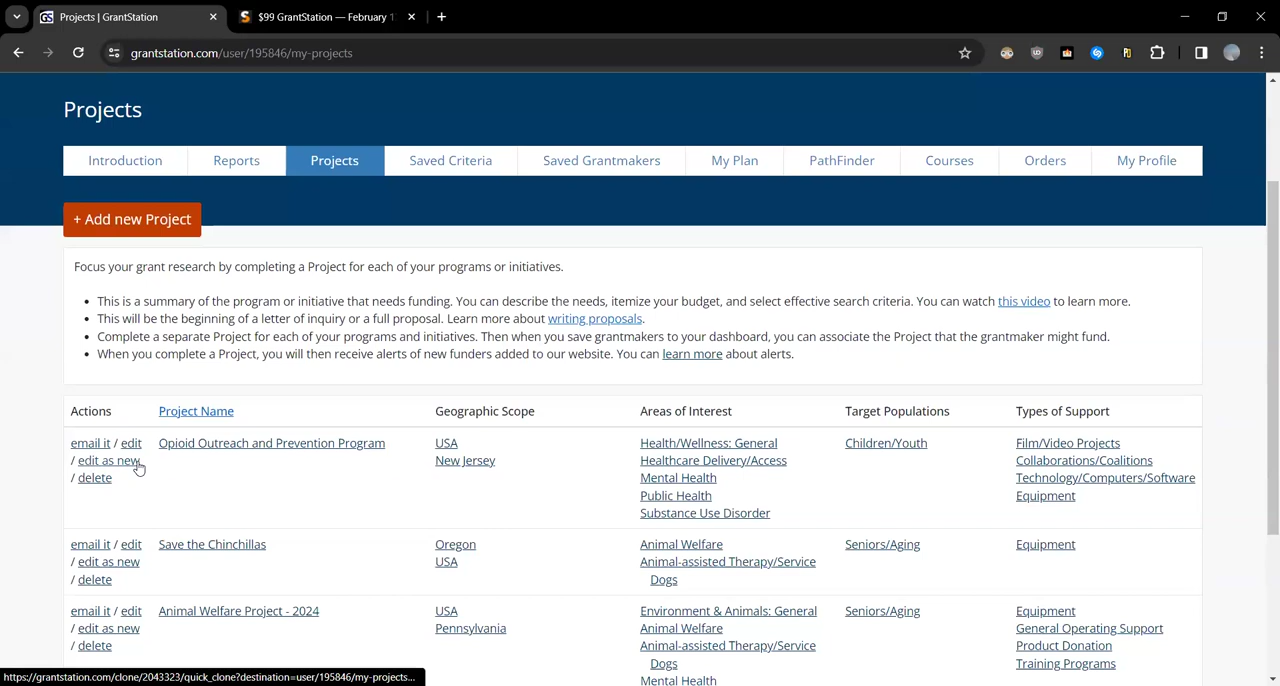 Projects | GrantStation
$99 GrantStation — February 1
grantstation.com/user/195846/my-projects
Projects
Introduction
Reports
Projects
Saved Criteria
Saved Grantmakers
My Plan
PathFinder
Courses
Orders
My Profile
+ Add new Project
Focus your grant research by completing a Project for each of your programs or initiatives.
This is a summary of the program or initiative that needs funding. You can describe the needs, itemize your budget, and select effective search criteria. You can watch this video to learn more.
This will be the beginning of a letter of inquiry or a full proposal. Learn more about writing proposals.
Complete a separate Project for each of your programs and initiatives. Then when you save grantmakers to your dashboard, you can associate the Project that the grantmaker might fund.
When you complete a Project, you will then receive alerts of new funders added to our website. You can learn more about alerts.
Actions Project Name Geographic Scope Areas of Interest Target Populations Types of Support
email it / edit Opioid Outreach and Prevention Program USA Health/Wellness: General Children/Youth Film/Video Projects
/ edit as new New Jersey Healthcare Delivery/Access Collaborations/Coalitions
/ delete Mental Health Technology/Computers/Software
Public Health Equipment
Substance Use Disorder
email it / edit Save the Chinchillas Oregon Animal Welfare Seniors/Aging Equipment
/ edit as new USA Animal-assisted Therapy/Service
/ delete Dogs
email it / edit Animal Welfare Project - 2024 USA Environment & Animals: General Seniors/Aging Equipment
/ edit as new Pennsylvania Animal Welfare General Operating Support
/ delete Animal-assisted Therapy/Service Product Donation
Dogs Training Programs
Mental Health
https://grantstation.com/clone/2043323/quick_clone?destination=user/195846/my-projects...